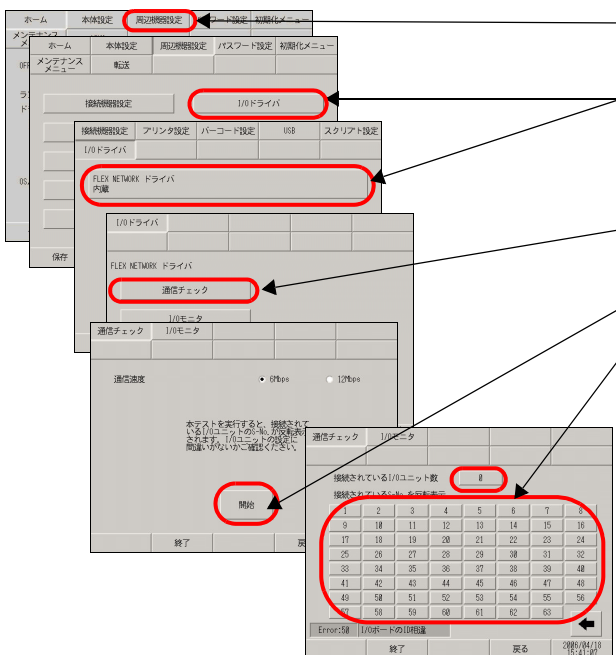 ホーム 本体設定 周辺機器設定 パスワード設定 初期化メニュー
メンテナンス
ホーム 本体設定 周辺機器設定 パスワード設定 初期化メニュー
メンテナンス
メニュー 転送
接続機器設定 I/Oドライバ
接続機器設定 プリンタ設定 バーコード設定 USB スクリプト設定
I/Oドライバ
FLEX NETWORK ドライバ
内蔵
保存
I/Oドライバ
FLEX NETWORK ドライバ
通信チェック
I/Oモニタ
通信チェック I/Oモニタ
通信速度 6Mbps 12Mbps
本テストを実行すると、接続されて
いるI/OユニットのS-No.が反転表示
されます。I/Oユニットの設定に
間違いがないかご確認ください。
開始
終了
通信チェック I/Oモニタ
接続されているI/Oユニット数 0
接続されているS-No.を反転表示
1 2 3 4 5 6 7 8
9 10 11 12 13 14 15 16
17 18 19 20 21 22 23 24
25 26 27 28 29 30 31 32
33 34 35 36 37 38 39 40
41 42 43 44 45 46 47 48
49 50 51 52 53 54 55 56
57 58 59 60 61 62 63
Error:50 I/OボードのID相違
終了 戻る 2006/04/18
15:41:07